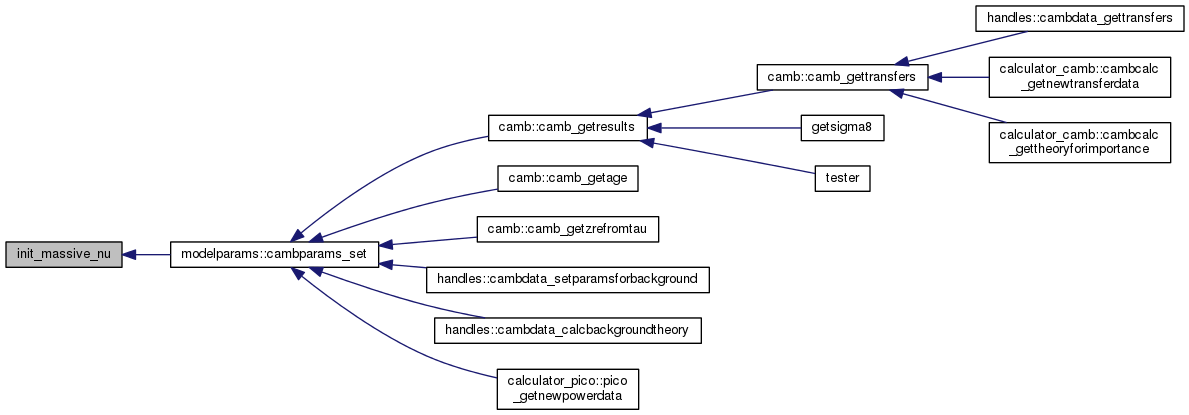 handles::cambdata_gettransfers
calculator_camb::cambcalc
_getnewtransferdata
camb::camb_gettransfers
calculator_camb::cambcalc
_gettheoryforimportance
camb::camb_getresults
getsigma8
tester
camb::camb_getage
camb::camb_getzrefromtau
init_massive_nu
modelparams::cambparams_set
handles::cambdata_setparamsforbackground
handles::cambdata_calcbackgroundtheory
calculator_pico::pico
_getnewpowerdata